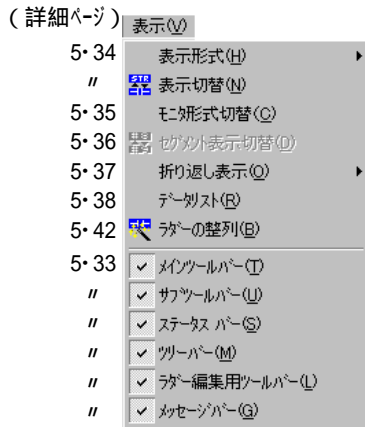 (詳細ﾍﾟｰｼﾞ) 表示(V)
5・34 表示形式(H)
〃 STR 表示切替(N)
5・35 ﾓﾆﾀ形式切替(C)
5・36 ｾｸﾞﾒﾝﾄ表示切替(D)
5・37 折り返し表示(O)
5・38 ﾃﾞｰﾀﾘｽﾄ(R)
5・42 ﾗﾀﾞｰの整列(B)
5・33 ﾒｲﾝﾂｰﾙﾊﾞｰ(T)
〃 ｻﾌﾞﾂｰﾙﾊﾞｰ(U)
〃 ｽﾃｰﾀｽ ﾊﾞｰ(S)
〃 ﾂﾘｰﾊﾞｰ(M)
〃 ﾗﾀﾞｰ編集用ﾂｰﾙﾊﾞｰ(L)
〃 ﾒｯｾｰｼﾞﾊﾞｰ(G)